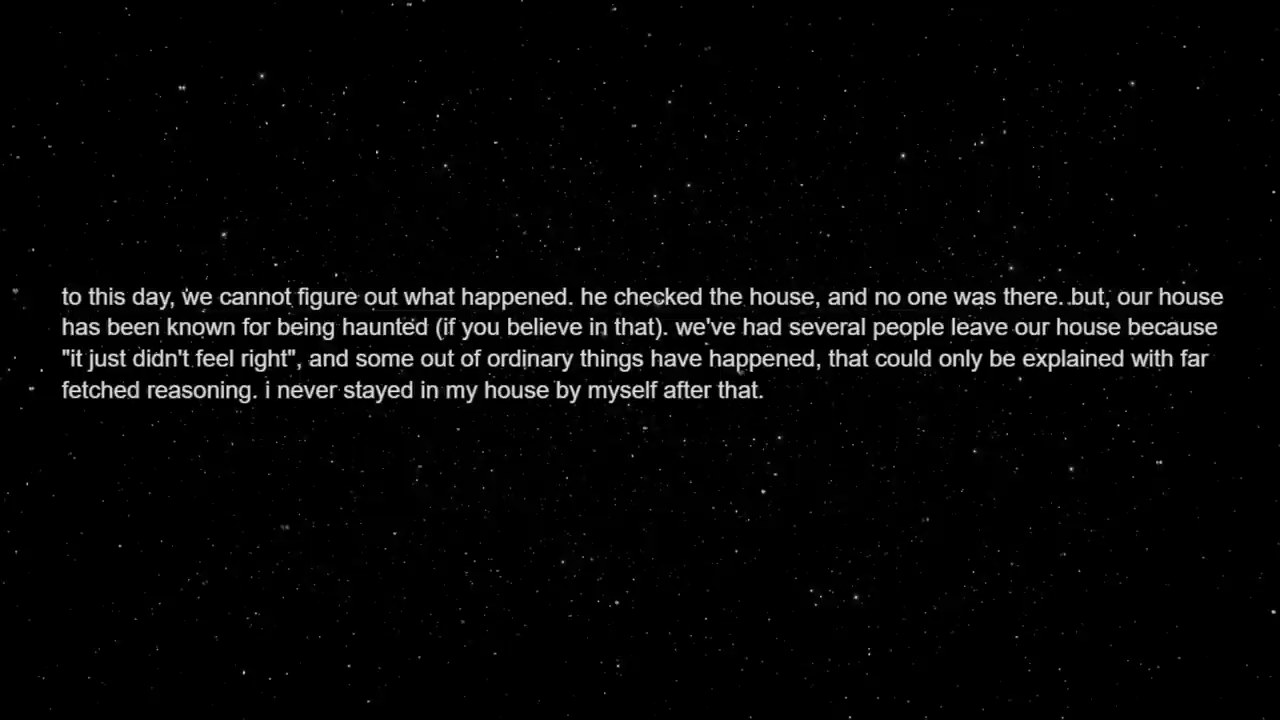 to this day, we cannot figure out what happened. he checked the house, and no one was there. but, our house
has been known for being haunted (if you believe in that). we've had several people leave our house because
"it just didn't feel right", and some out of ordinary things have happened, that could only be explained with far
fetched reasoning. i never stayed in my house by myself after that.